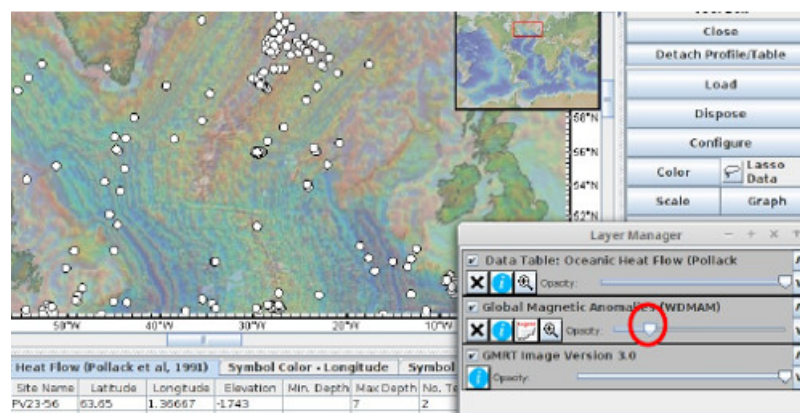 Close
Detach Profile/Table
Load
Dispose
Configure
Color
Lasso Data
Scale
Graph
58°N
56°N
54°N
52°N
50°W
40°W
30°W
20°W
10°W
Layer Manager
Data Table: Oceanic Heat Flow (Pollack
Opacity:
Global Magnetic Anomalies (WDMAM)
Opacity:
GMRT Image Version 3.0
Opacity:
Heat Flow (Pollack et al, 1991) Symbol Color - Longitude Symbol
Site Name Latitude Longitude Elevation Min. Depth Max Depth No. Te
PV23-56 63.65 1.36667 -1743 7 2